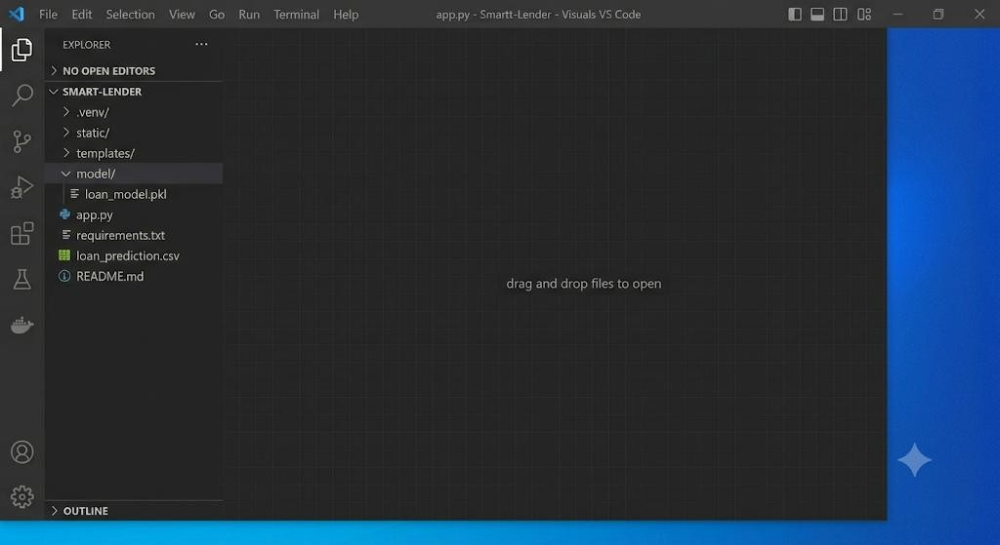 File Edit Selection View Go Run Terminal Help app.py - Smartt-Lender - Visuals VS Code
EXPLORER
NO OPEN EDITORS
SMART-LENDER
.venv/
static/
templates/
model/
loan_model.pkl
app.py
requirements.txt
loan_prediction.csv
README.md
drag and drop files to open
OUTLINE